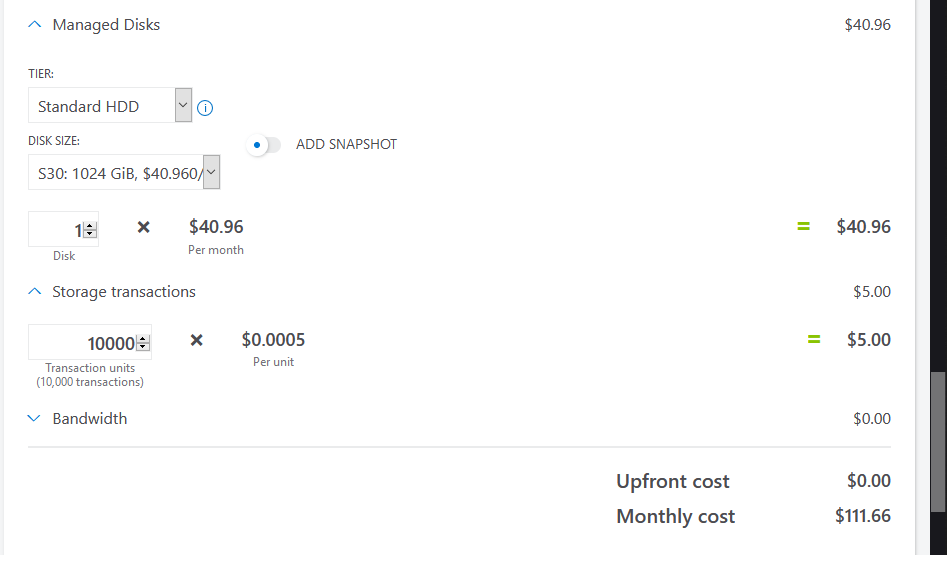 Managed Disks $40.96
TIER:
Standard HDD
DISK SIZE:
ADD SNAPSHOT
S30: 1024 GiB, $40.960/
1 × $40.96 = $40.96
Disk Per month
Storage transactions $5.00
10000 × $0.0005 = $5.00
Transaction units Per unit
(10,000 transactions)
Bandwidth $0.00
Upfront cost $0.00
Monthly cost $111.66